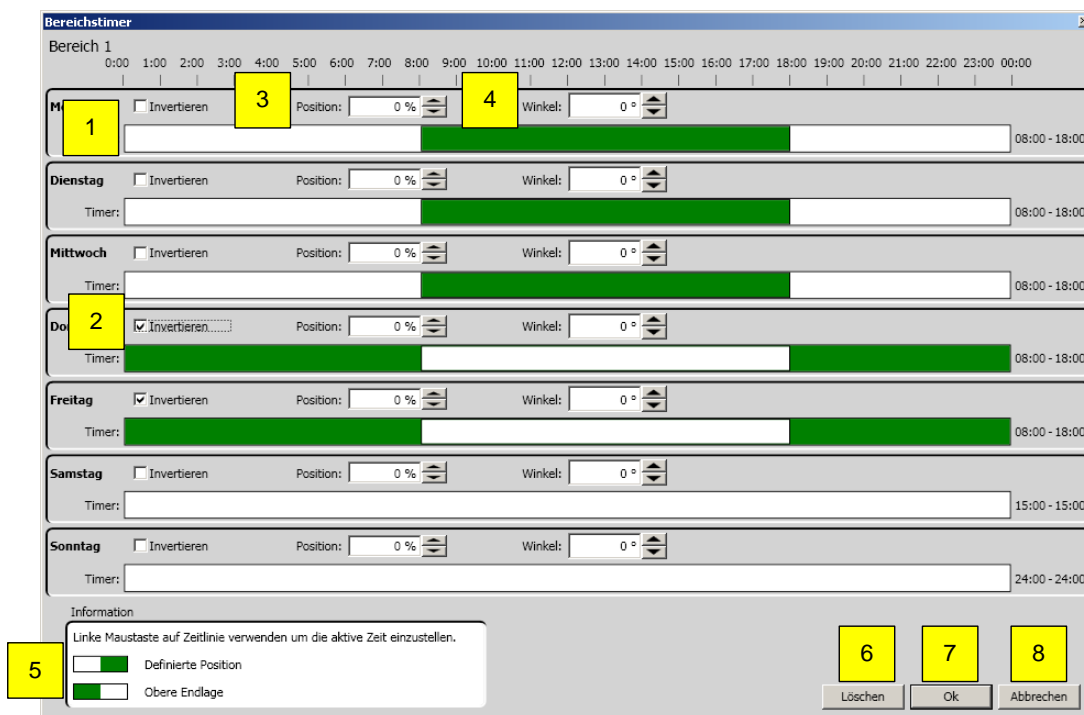 Bereichstimer
Bereich 1
0:00 1:00 2:00 3:00 4:00 5:00 6:00 7:00 8:00 9:00 10:00 11:00 12:00 13:00 14:00 15:00 16:00 17:00 18:00 19:00 20:00 21:00 22:00 23:00 00:00
Invertieren 3 Position: 0 % 4 Winkel: 0 °
1 08:00 - 18:00
Dienstag Invertieren Position: 0 % Winkel: 0 °
Timer: 08:00 - 18:00
Mittwoch Invertieren Position: 0 % Winkel: 0 °
Timer: 08:00 - 18:00
2 Invertieren Position: 0 % Winkel: 0 °
Timer: 08:00 - 18:00
Freitag Invertieren Position: 0 % Winkel: 0 °
Timer: 08:00 - 18:00
Samstag Invertieren Position: 0 % Winkel: 0 °
Timer: 15:00 - 15:00
Sonntag Invertieren Position: 0 % Winkel: 0 °
Timer: 24:00 - 24:00
Information
Linke Maustaste auf Zeitlinie verwenden um die aktive Zeit einzustellen.
5 Definierte Position
Obere Endlage
6 7 8
Löschen Ok Abbrechen